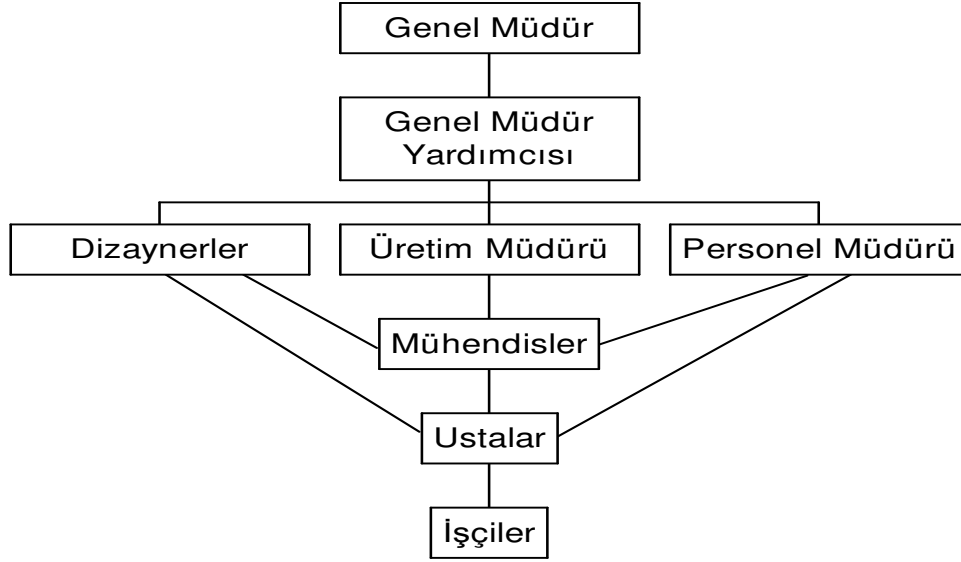 Genel Müdür
Genel Müdür
Yardımcısı
Dizaynerler
Üretim Müdürü
Personel Müdürü
Mühendisler
Ustalar
İşçiler